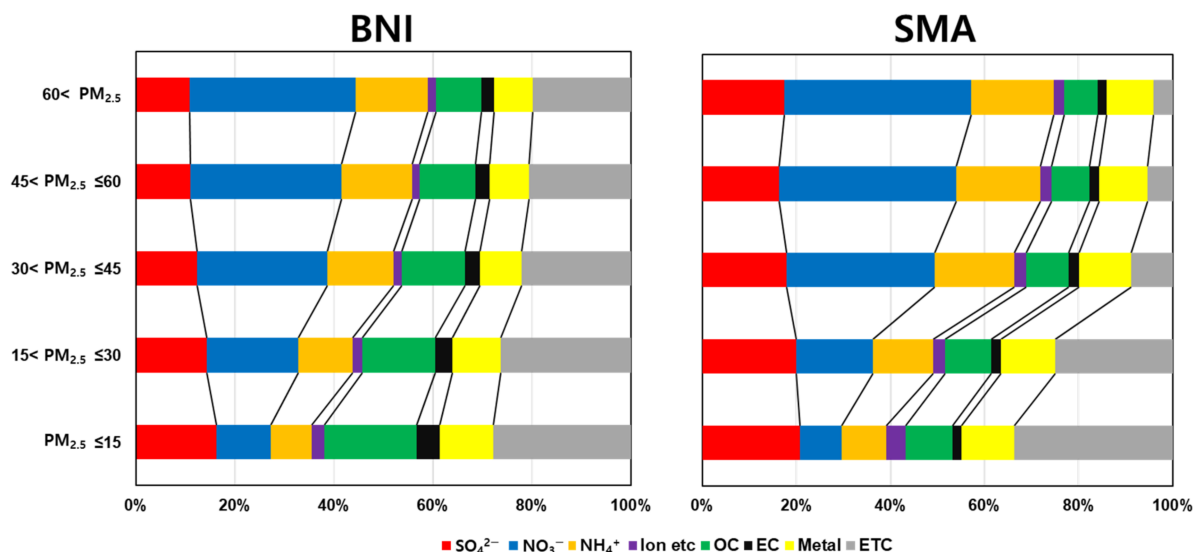 BNI
SMA
60< PM₂.₅
45< PM₂.₅ ≤60
30< PM₂.₅ ≤45
15< PM₂.₅ ≤30
PM₂.₅ ≤15
0% 20% 40% 60% 80% 100%
0% 20% 40% 60% 80% 100%
SO₄²⁻ NO₃⁻ NH₄⁺ Ion etc OC EC Metal ETC